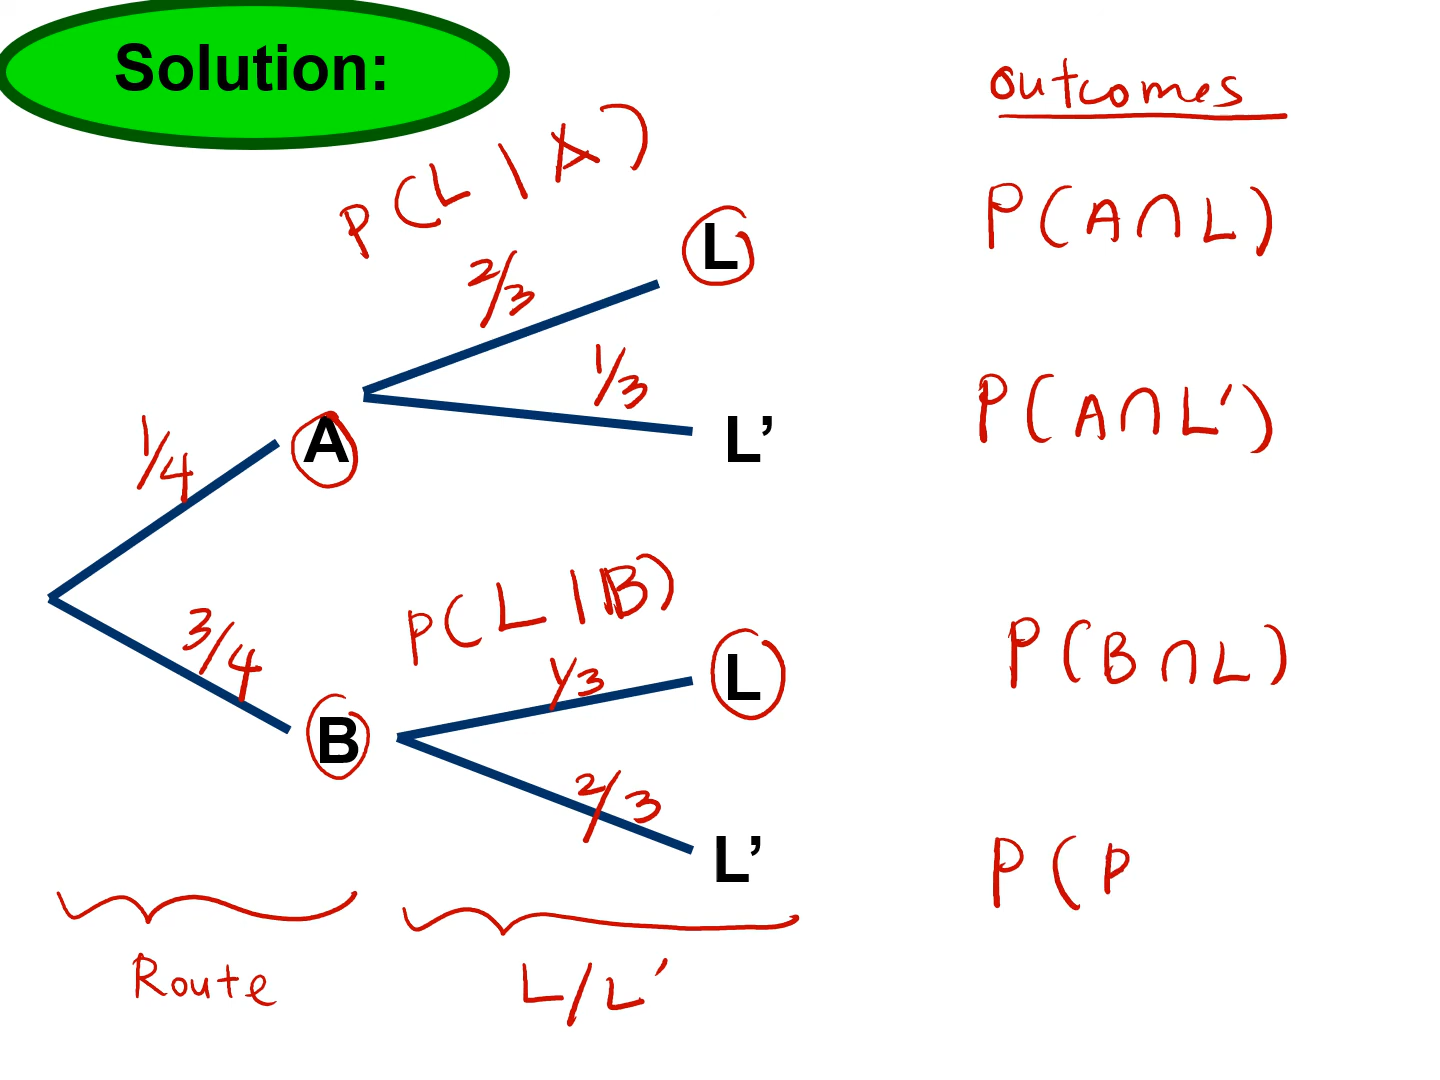 Solution:
outcomes
P(L|A)
P(A∩L)
L
2/3
1/3
P(A∩L')
1/4
A
L’
P(L|B)
3/4
P(B∩L)
1/3
L
B
2/3
L’
P(P
Route
L/L'